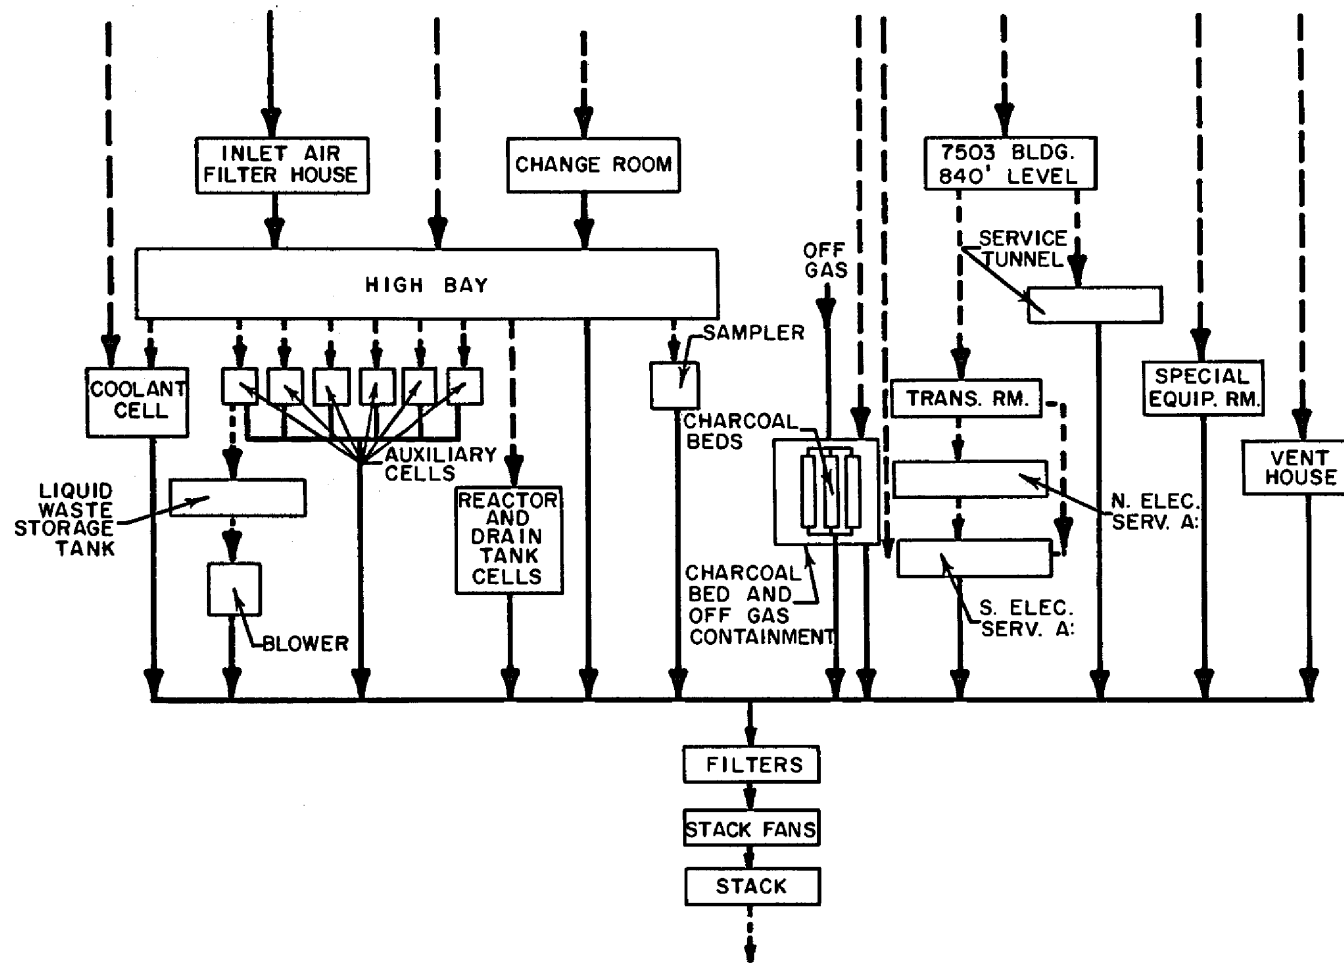 INLET AIR
FILTER HOUSE
CHANGE ROOM
7503 BLDG.
840' LEVEL
HIGH BAY
OFF
GAS
SERVICE
TUNNEL
SAMPLER
COOLANT
CELL
TRANS. RM.
SPECIAL
EQUIP. RM.
CHARCOAL
BEDS
AUXILIARY
CELLS
VENT
HOUSE
LIQUID
WASTE
STORAGE
TANK
REACTOR
AND
DRAIN
TANK
CELLS
N. ELEC.
SERV. A:
CHARCOAL
BED AND
OFF GAS
CONTAINMENT
S. ELEC.
SERV. A:
BLOWER
FILTERS
STACK FANS
STACK